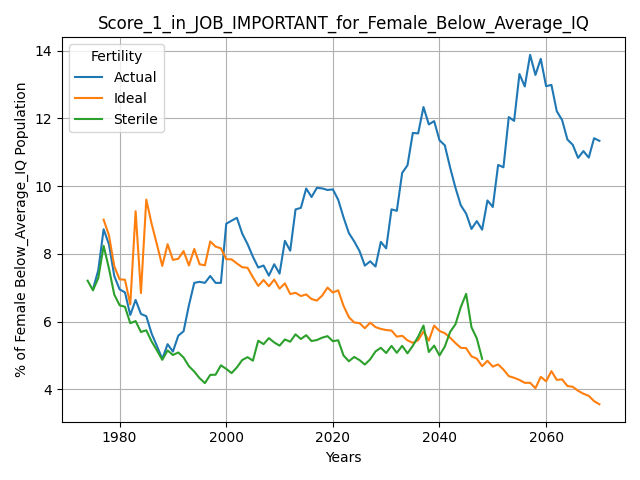 Score_1_in_JOB_IMPORTANT_for_Female_Below_Average_IQ
% of Female Below_Average_IQ Population
14
12
10
8
6
4
Fertility
Actual
Ideal
Sterile
1980 2000 2020 2040 2060
Years